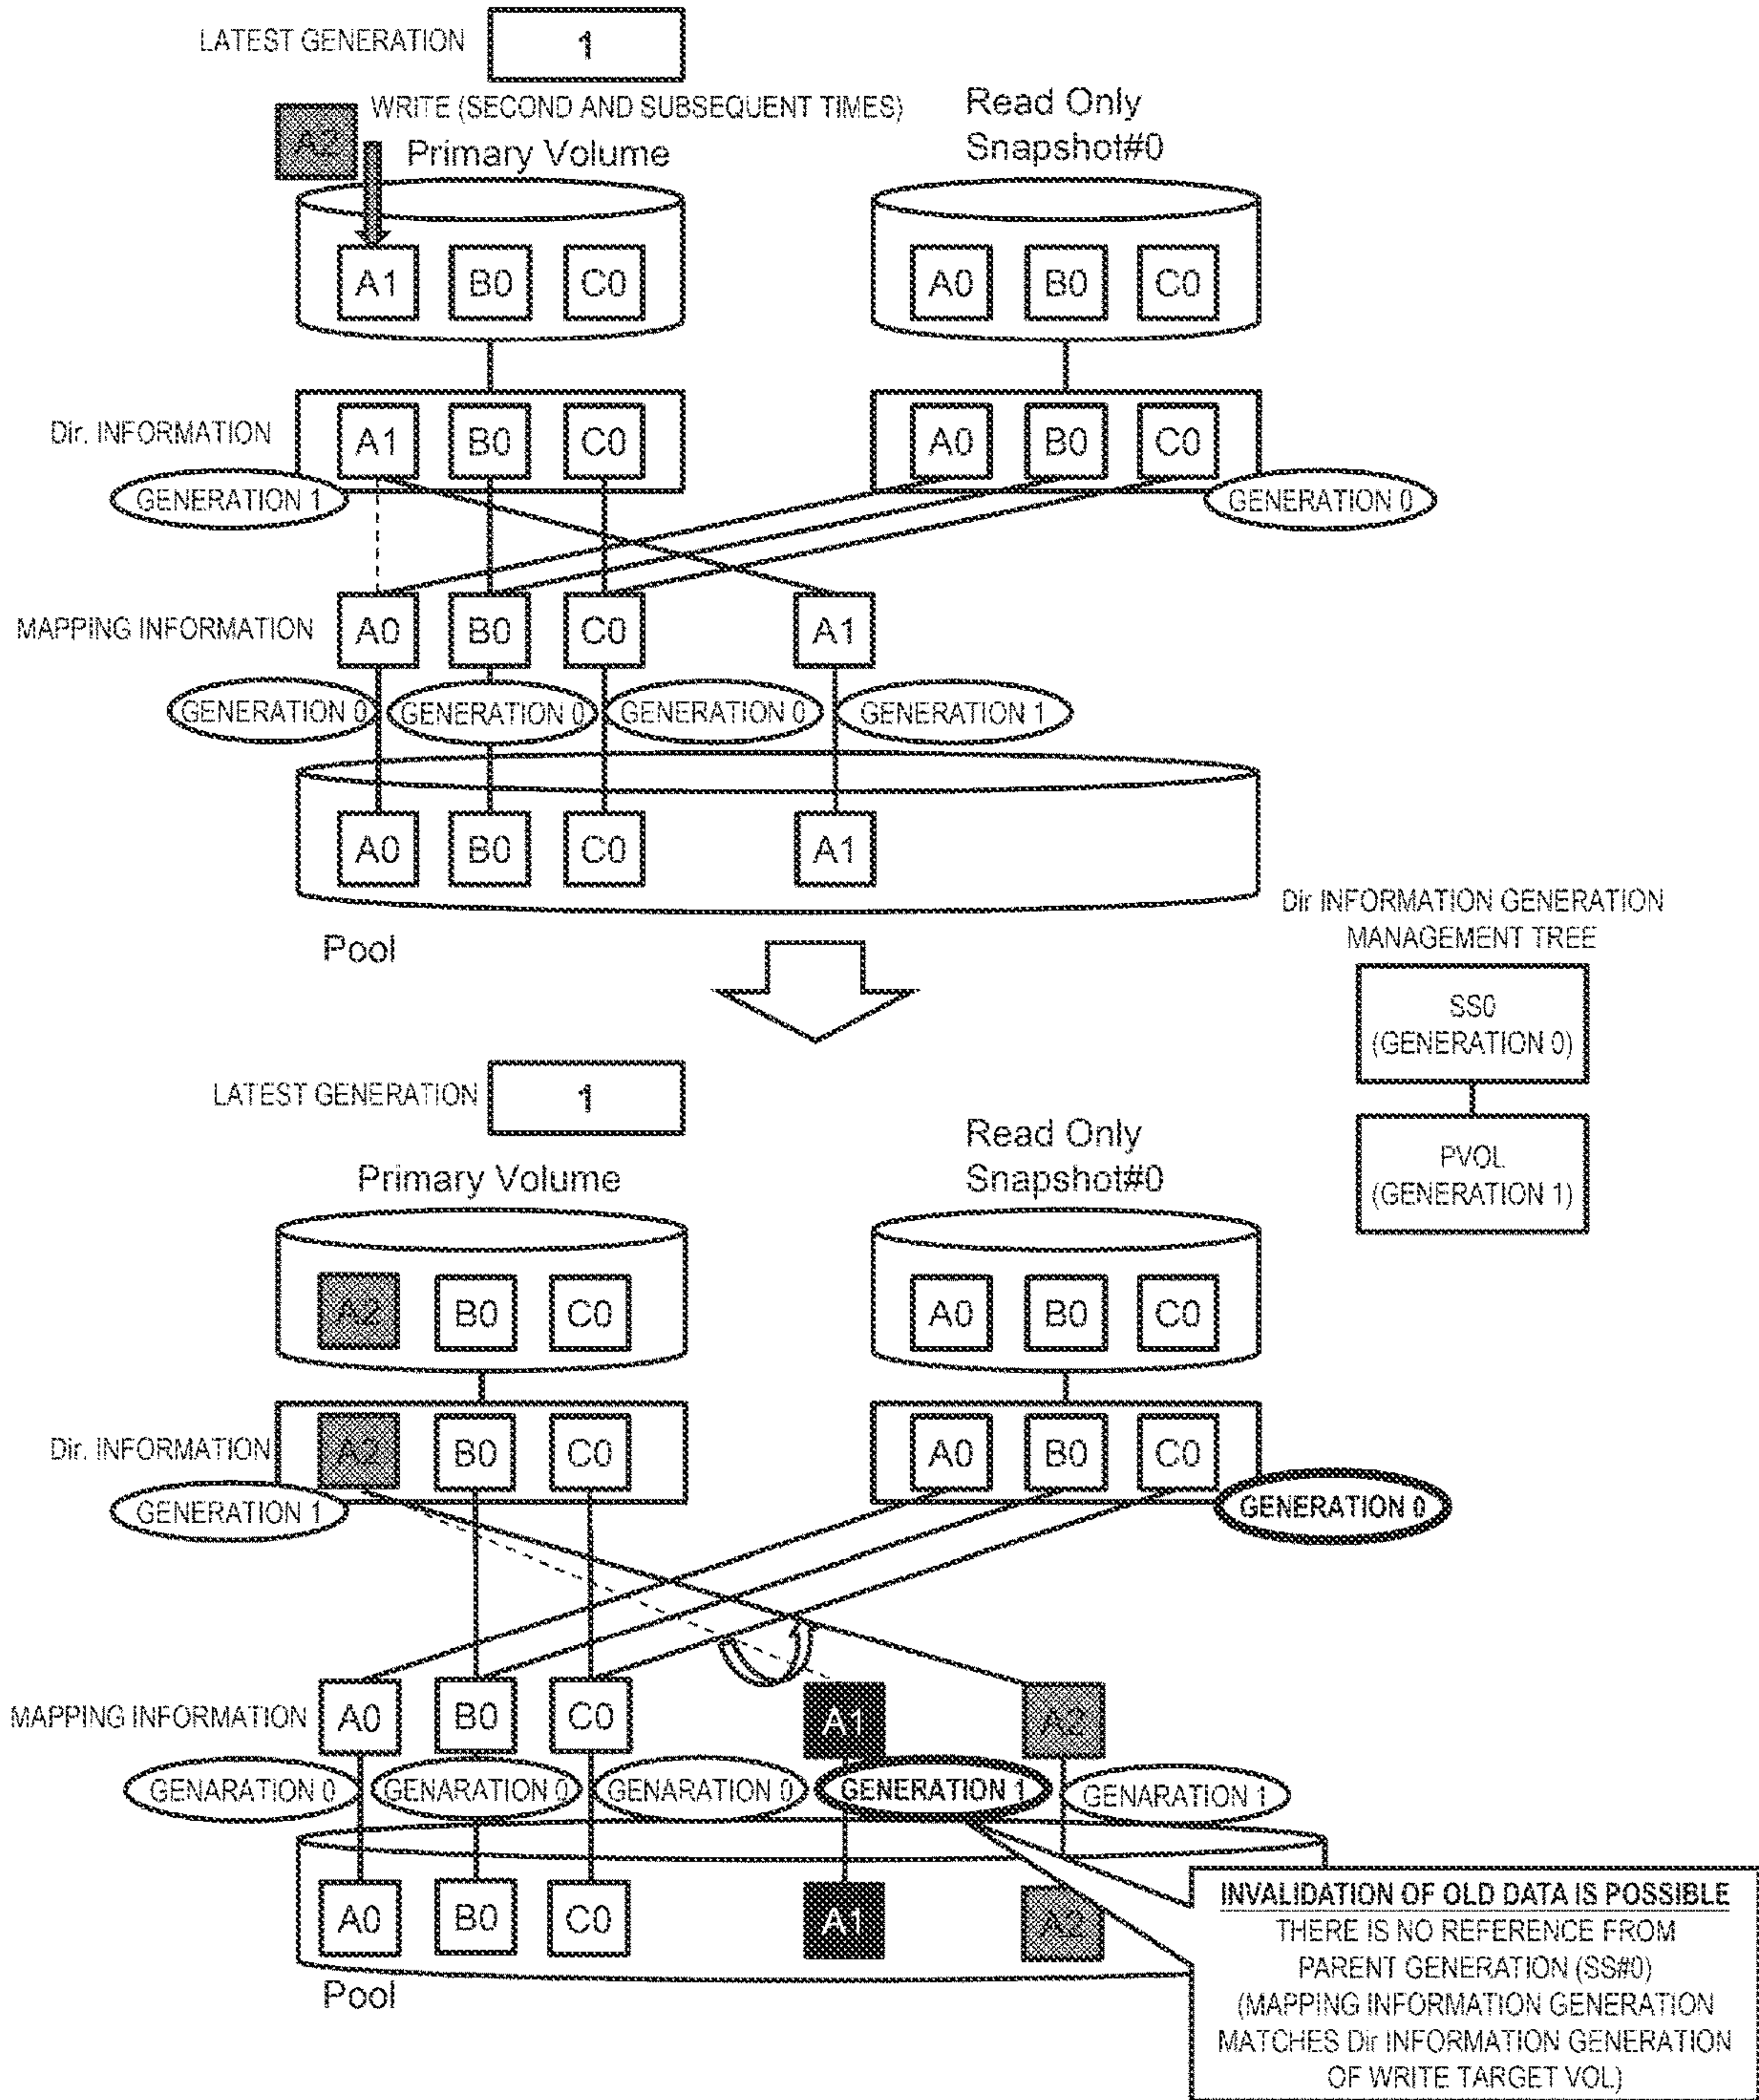 LATEST GENERATION 1
WRITE (SECOND AND SUBSEQUENT TIMES)
A2
Primary Volume
Read Only
Snapshot#0
A1 B0 C0
A0 B0 C0
Dir. INFORMATION
A1 B0 C0
A0 B0 C0
GENERATION 1
GENERATION 0
MAPPING INFORMATION
A0 B0 C0 A1
GENERATION 0 GENERATION 0 GENERATION 0 GENERATION 1
A0 B0 C0 A1
Pool
Dir INFORMATION GENERATION
MANAGEMENT TREE
SS0
(GENERATION 0)
PVOL
(GENERATION 1)
LATEST GENERATION 1
Primary Volume
Read Only
Snapshot#0
A2 B0 C0
A0 B0 C0
Dir. INFORMATION
A2 B0 C0
A0 B0 C0
GENERATION 1
GENERATION 0
MAPPING INFORMATION
A0 B0 C0 A1 A2
GENARATION 0 GENARATION 0 GENARATION 0 GENERATION 1 GENARATION 1
A0 B0 C0 A1 A2
Pool
INVALIDATION OF OLD DATA IS POSSIBLE
THERE IS NO REFERENCE FROM
PARENT GENERATION (SS#0)
(MAPPING INFORMATION GENERATION
MATCHES Dir INFORMATION GENERATION
OF WRITE TARGET VOL)